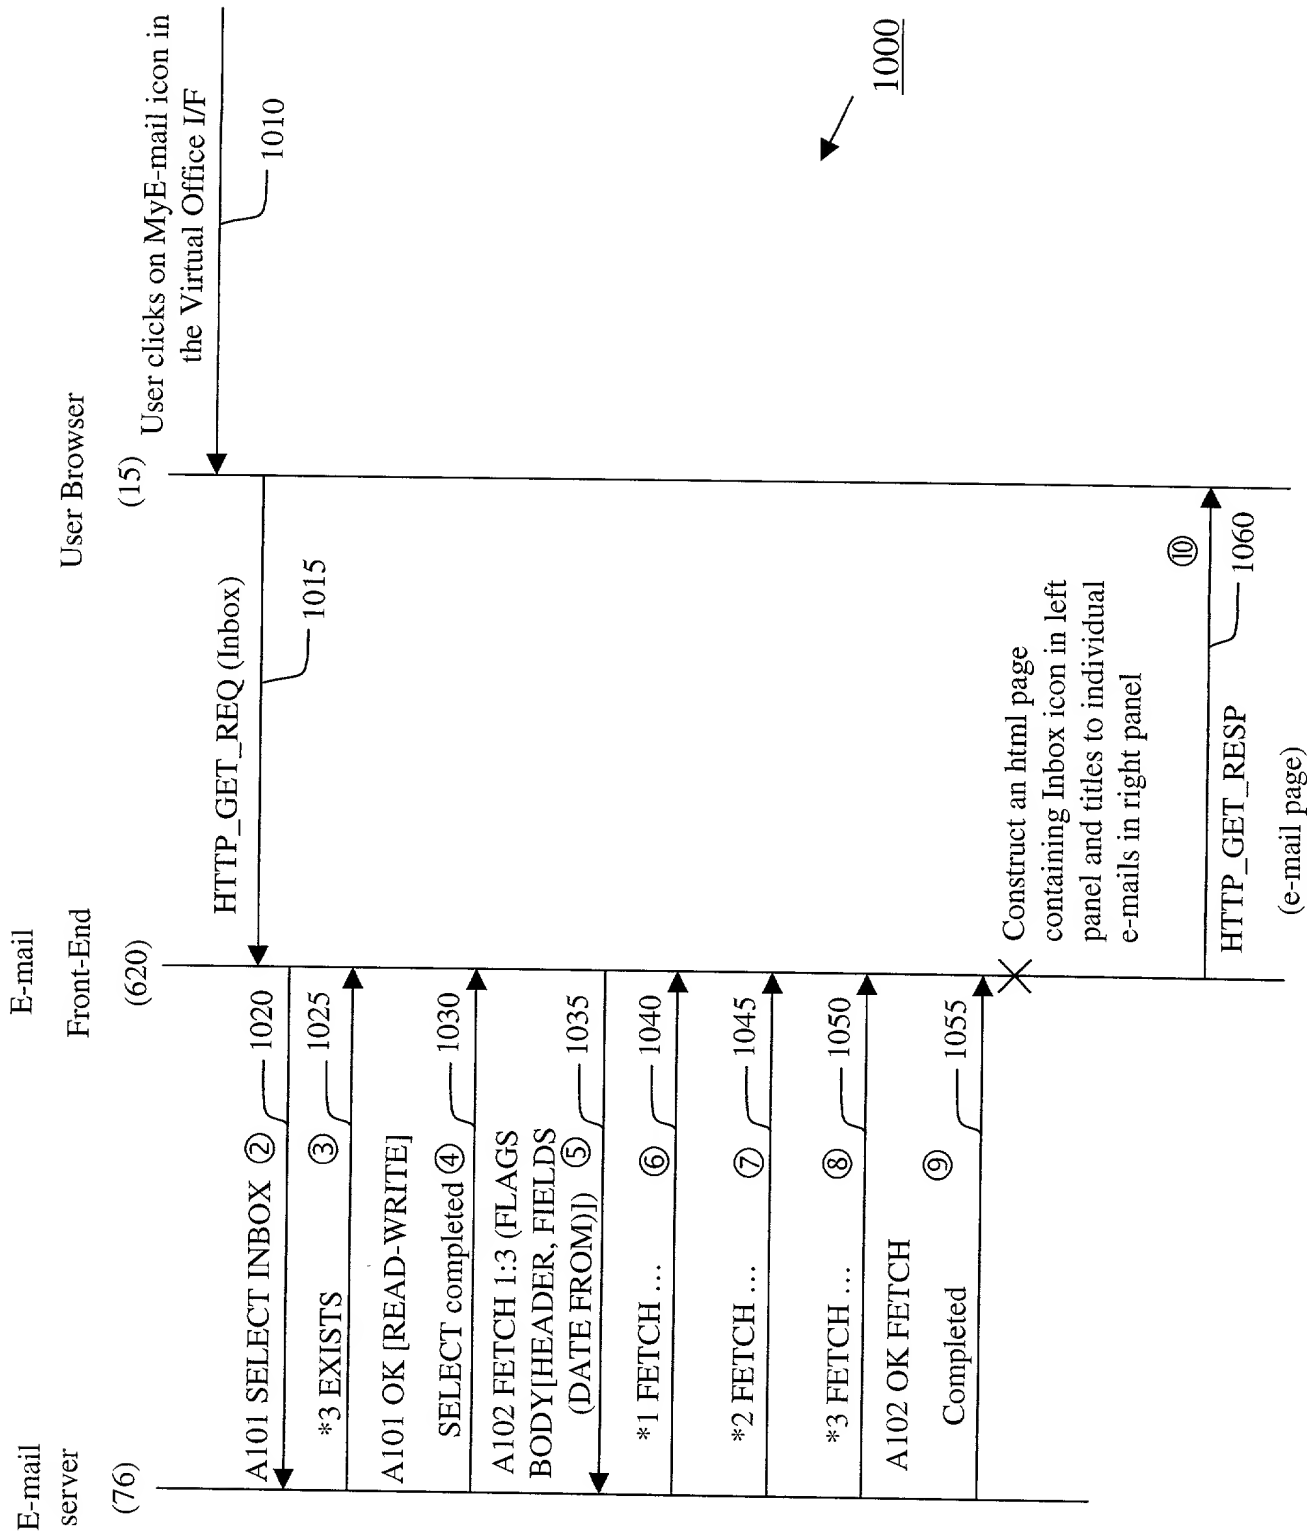 E-mail
server
(76)
E-mail
Front-End
(620)
User Browser
(15)
User clicks on MyE-mail icon in
the Virtual Office I/F
1010
HTTP_GET_REQ (Inbox)
1015
A101 SELECT INBOX ②
1020
*3 EXISTS ③
1025
A101 OK [READ-WRITE]
SELECT completed ④
1030
A102 FETCH 1:3 (FLAGS
BODY[HEADER, FIELDS
(DATE FROM)]) ⑤
1035
*1 FETCH ... ⑥
1040
*2 FETCH ... ⑦
1045
*3 FETCH ... ⑧
1050
A102 OK FETCH
Completed ⑨
1055
Construct an html page
containing Inbox icon in left
panel and titles to individual
e-mails in right panel
⑩
HTTP_GET_RESP
1060
(e-mail page)
1000